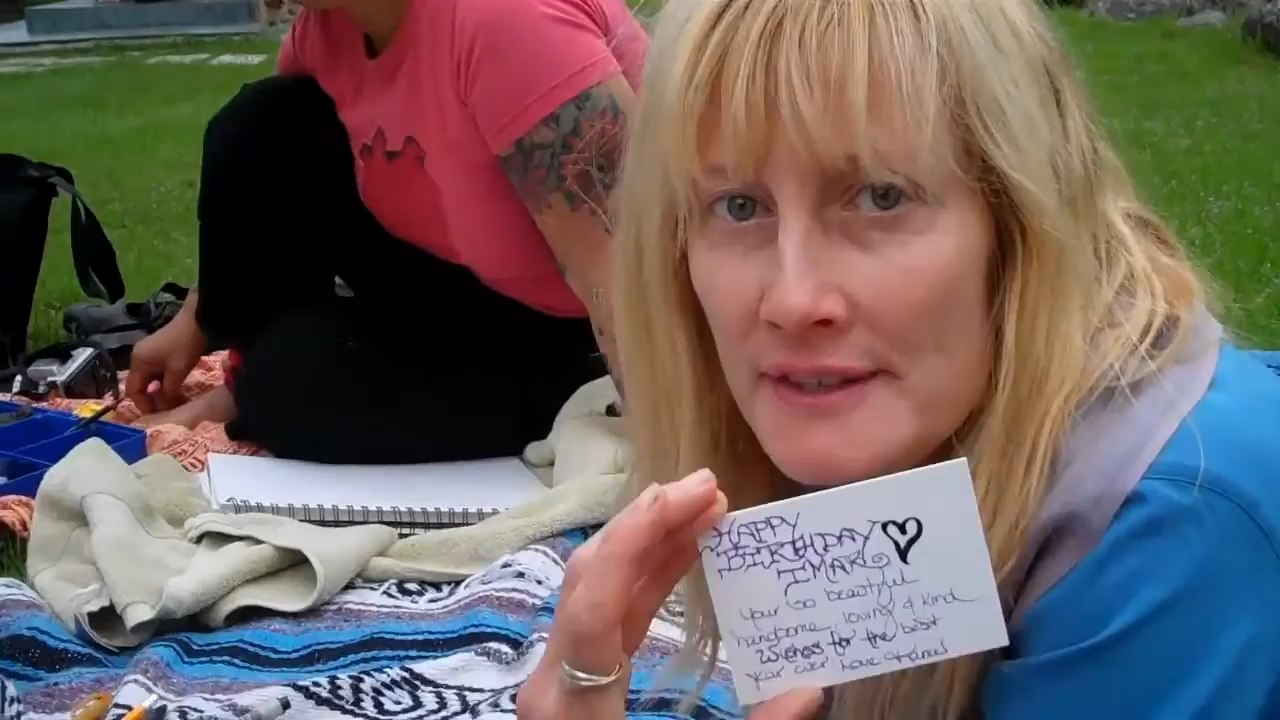 HAPPY
BIRTHDAY
IMAR
Your so beautiful
handsome, loving & kind
Wishes for the best
year ever Love